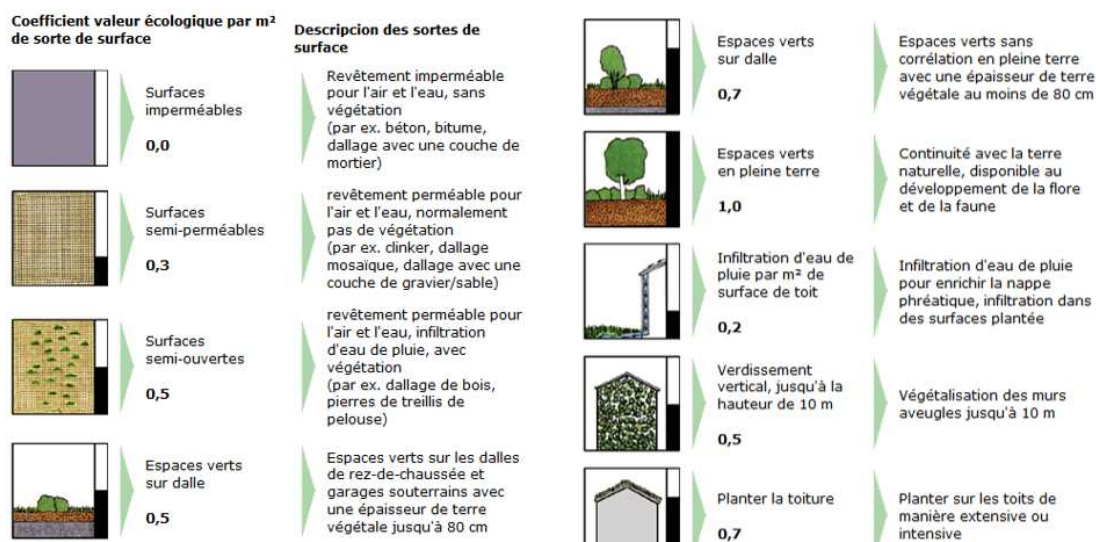 Coefficient valeur écologique par m²
de sorte de surface
Descripcion des sortes de
surface
Surfaces
imperméables
0,0
Revêtement imperméable
pour l'air et l'eau, sans
végétation
(par ex. béton, bitume,
dallage avec une couche de
mortier)
Surfaces
semi-perméables
0,3
revêtement perméable pour
l'air et l'eau, normalement
pas de végétation
(par ex. clinker, dallage
mosaïque, dallage avec une
couche de gravier/sable)
Surfaces
semi-ouvertes
0,5
revêtement perméable pour
l'air et l'eau, infiltration
d'eau de pluie, avec
végétation
(par ex. dallage de bois,
pierres de treillis de
pelouse)
Espaces verts
sur dalle
0,5
Espaces verts sur les dalles
de rez-de-chaussée et
garages souterrains avec
une épaisseur de terre
végétale jusqu'à 80 cm
Espaces verts
sur dalle
0,7
Espaces verts sans
corrélation en pleine terre
avec une épaisseur de terre
végétale au moins de 80 cm
Espaces verts
en pleine terre
1,0
Continuité avec la terre
naturelle, disponible au
développement de la flore
et de la faune
Infiltration d'eau de
pluie par m² de
surface de toit
0,2
Infiltration d'eau de pluie
pour enrichir la nappe
phréatique, infiltration dans
des surfaces plantée
Verdissement
vertical, jusqu'à la
hauteur de 10 m
0,5
Végétalisation des murs
aveugles jusqu'à 10 m
Planter la toiture
0,7
Planter sur les toits de
manière extensive ou
intensive